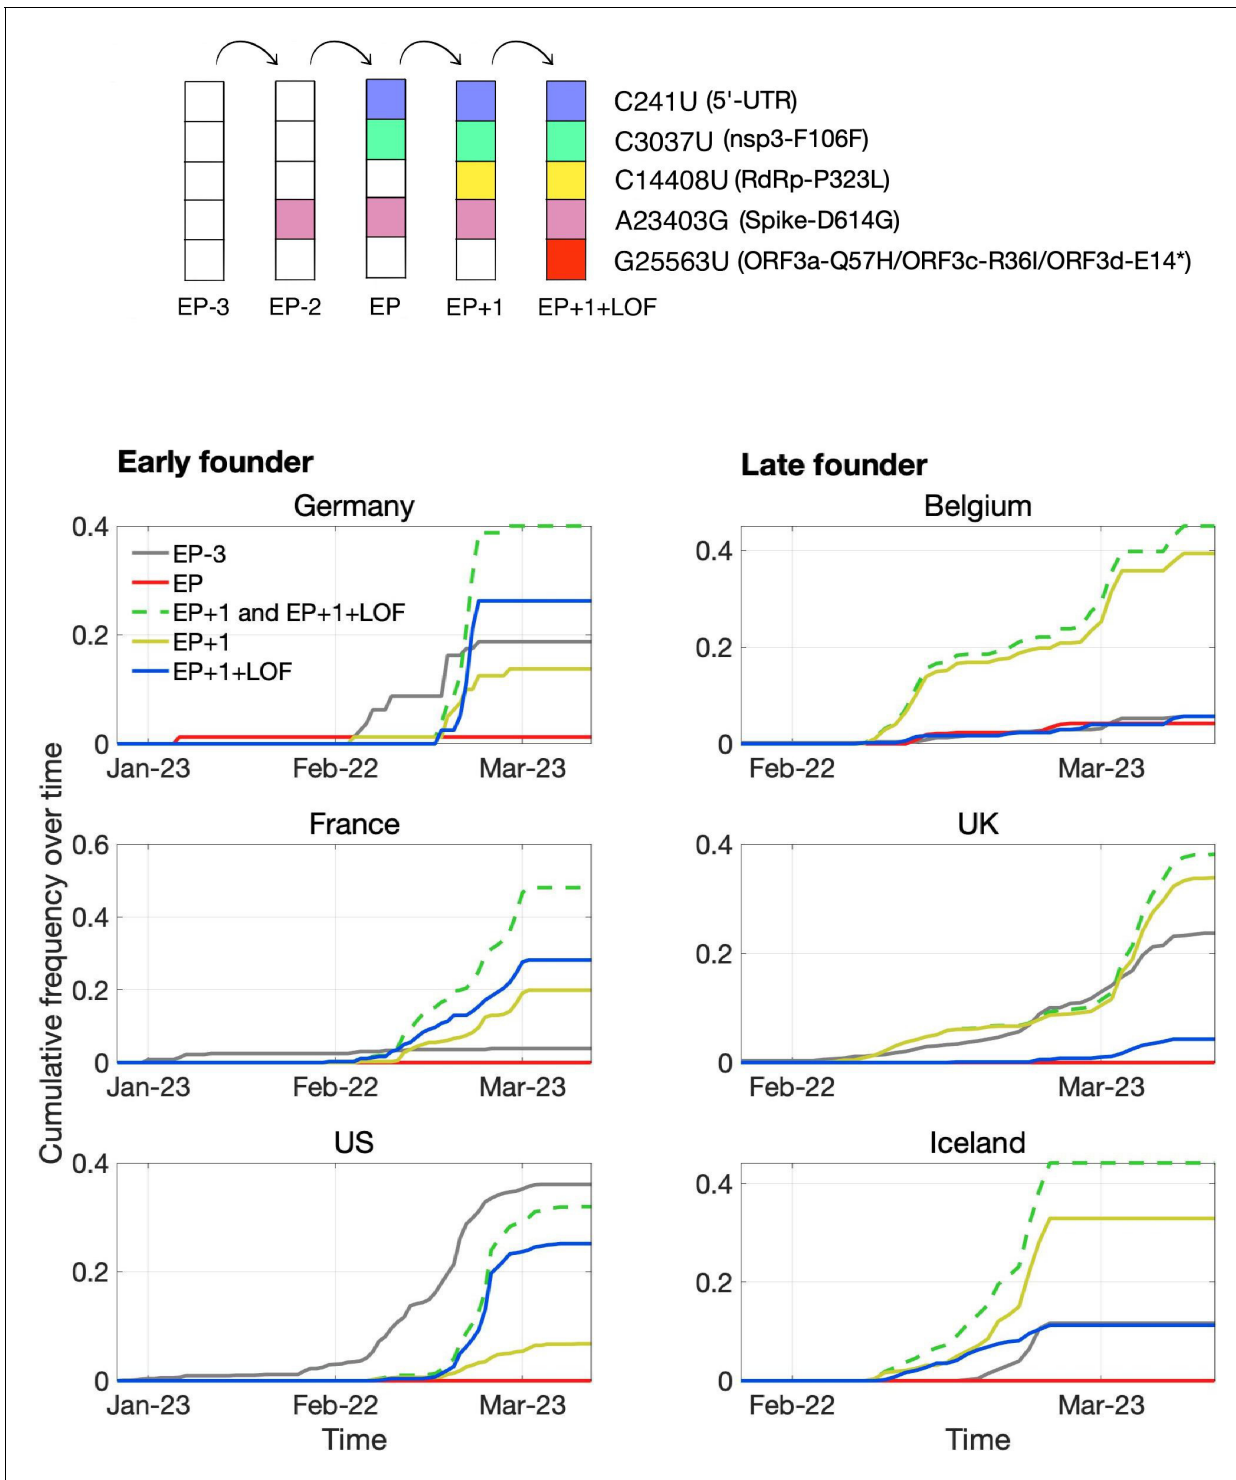 C241U (5'-UTR)
C3037U (nsp3-F106F)
C14408U (RdRp-P323L)
A23403G (Spike-D614G)
G25563U (ORF3a-Q57H/ORF3c-R36I/ORF3d-E14*)
EP-3 EP-2 EP EP+1 EP+1+LOF
Early founder
Late founder
Cumulative frequency over time
Germany
0.4
0.2
0
EP-3
EP
EP+1 and EP+1+LOF
EP+1
EP+1+LOF
Jan-23 Feb-22 Mar-23
Belgium
0.4
0.2
0
Feb-22 Mar-23
France
0.6
0.4
0.2
0
Jan-23 Feb-22 Mar-23
UK
0.4
0.2
0
Feb-22 Mar-23
US
0.4
0.2
0
Jan-23 Feb-22 Mar-23
Time
Iceland
0.4
0.2
0
Feb-22 Mar-23
Time